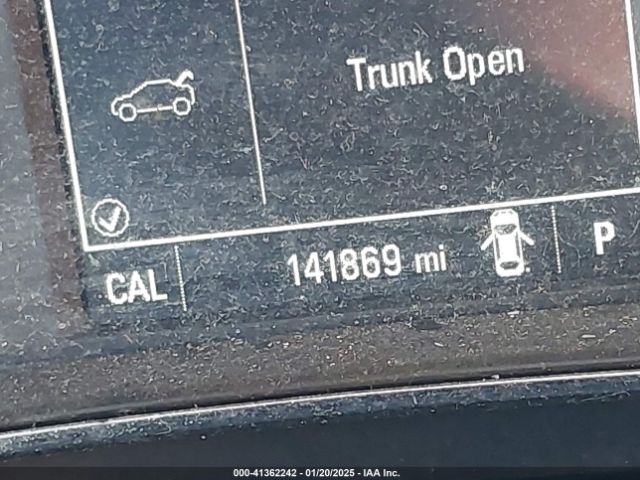 Trunk Open
CAL 141869 mi P
000-41362242 - 01/20/2025 - IAA Inc.